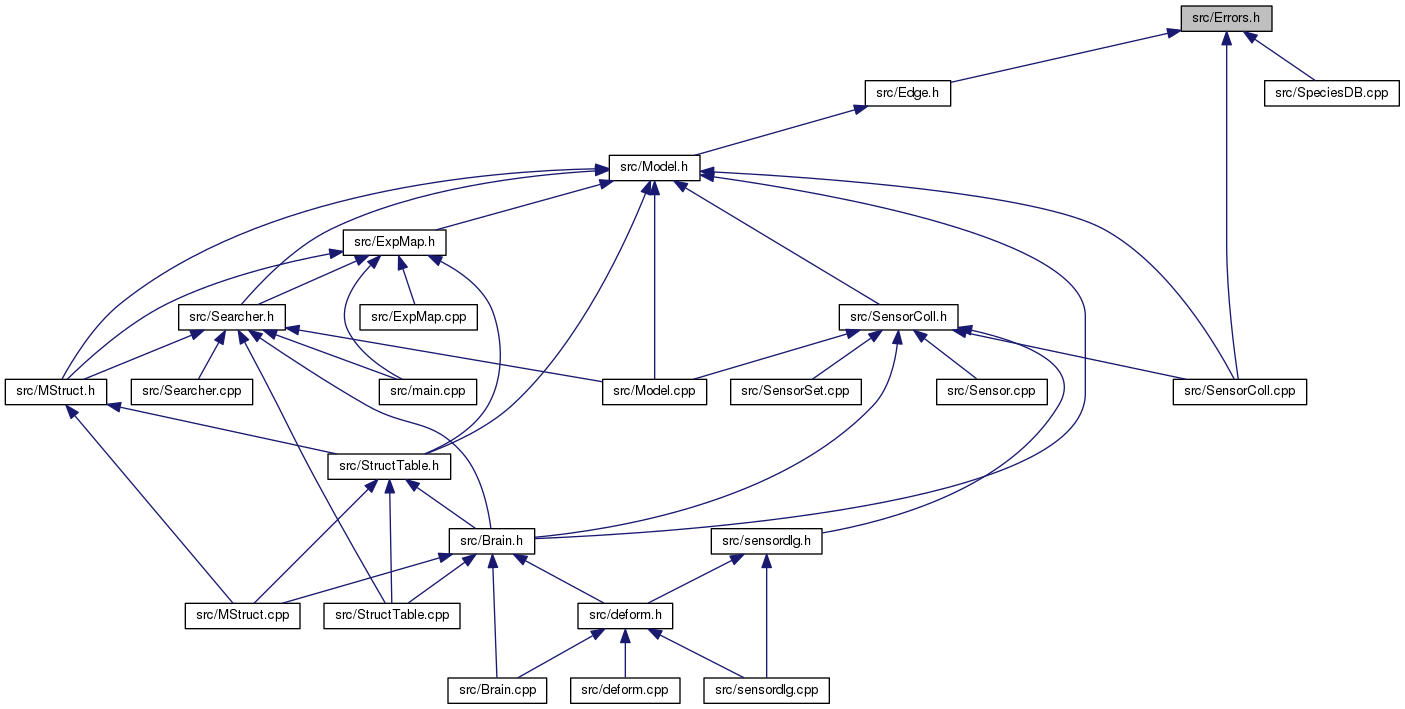 src/Errors.h
src/Edge.h
src/SpeciesDB.cpp
src/Model.h
src/ExpMap.h
src/Searcher.h
src/ExpMap.cpp
src/SensorColl.h
src/MStruct.h
src/Searcher.cpp
src/main.cpp
src/Model.cpp
src/SensorSet.cpp
src/Sensor.cpp
src/SensorColl.cpp
src/StructTable.h
src/Brain.h
src/sensordlg.h
src/MStruct.cpp
src/StructTable.cpp
src/deform.h
src/Brain.cpp
src/deform.cpp
src/sensordlg.cpp